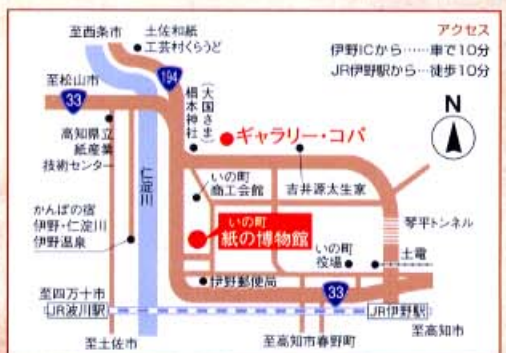 アクセス
伊野ICから……車で10分
JR伊野駅から…徒歩10分
至西条市
土佐和紙
工芸村くらうど
194
至松山市
33
N
(大国さま)
椙本神社
ギャラリー・コパ
高知県立
紙産業
技術センター
仁淀川
いの町
商工会館
吉井源太生家
かんぽの宿
伊野・仁淀川
伊野温泉
いの町
紙の博物館
琴平トンネル
いの町
役場
土電
伊野郵便局
至四万十市
33
JR波川駅
JR伊野駅
至高知市
至土佐市
至高知市春野町